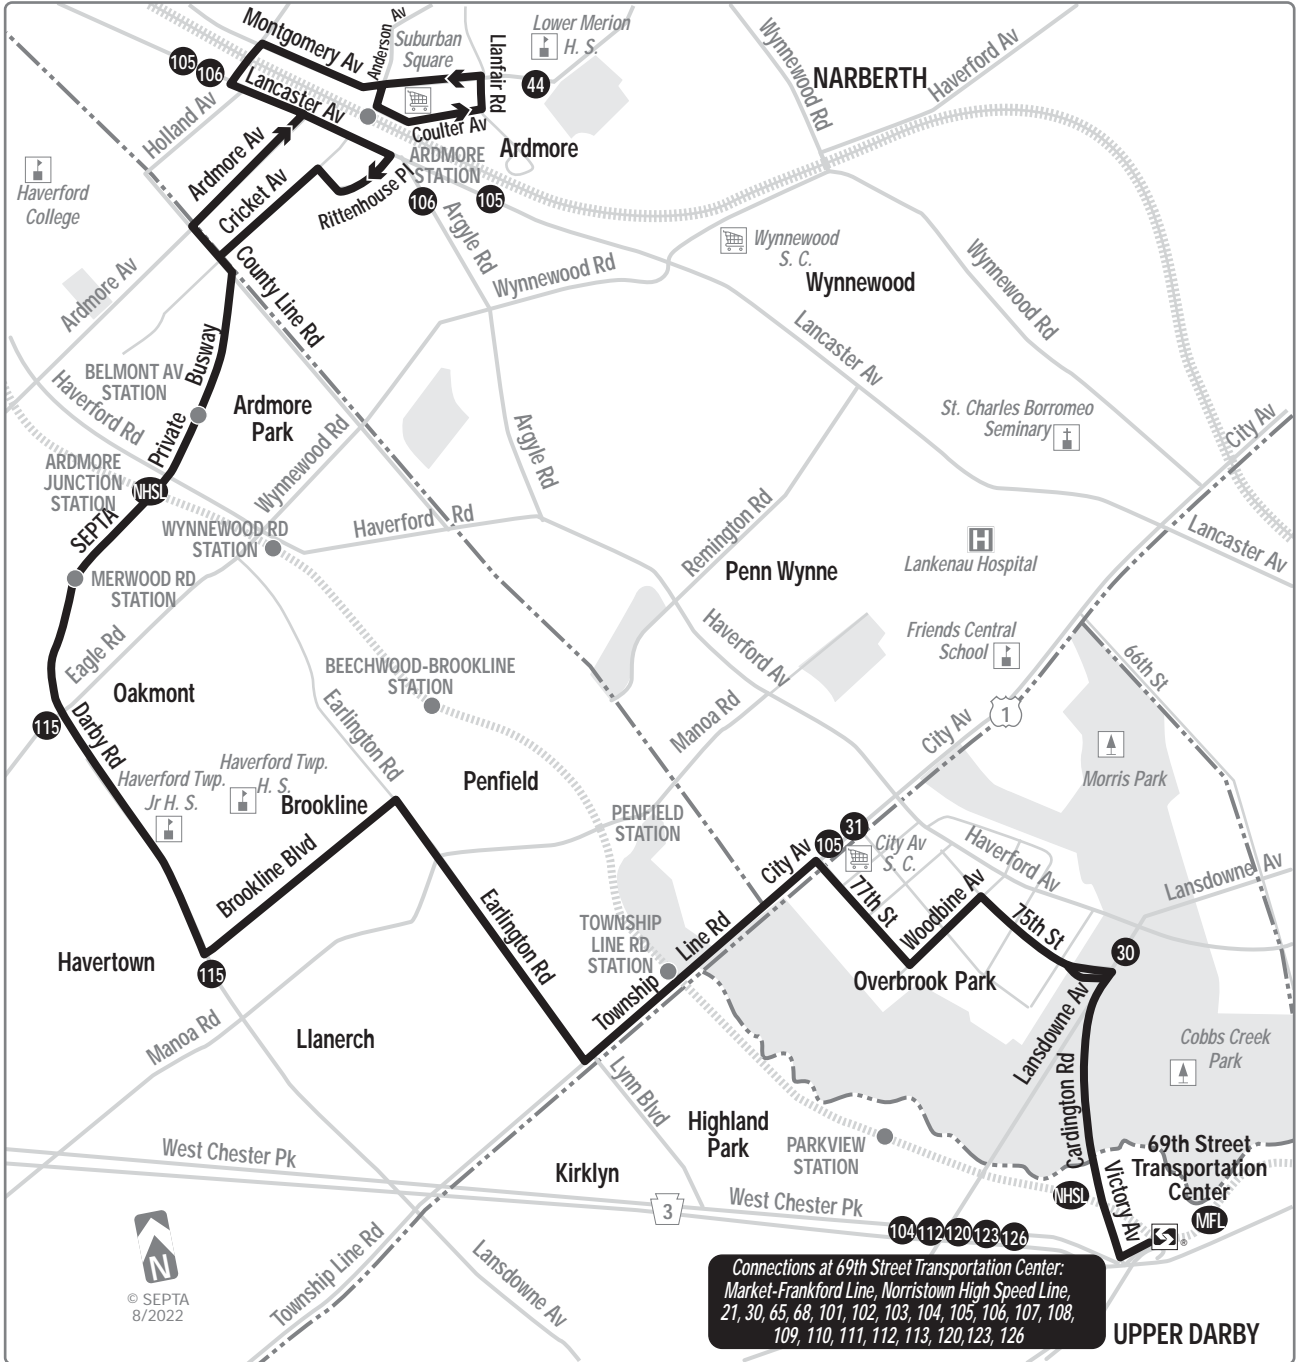 Montgomery Av
Anderson Av
Suburban
Square
Llanfair Rd
Lower Merion
H. S.
Wynnewood Rd
NARBERTH
Haverford Av
105
106
44
Lancaster Av
Holland Av
Coulter Av
Ardmore
ARDMORE
STATION
Ardmore Av
Cricket Av
Rittenhouse Pl
106
105
Haverford
College
Argyle Rd
Wynnewood
S. C.
Wynnewood
Wynnewood Rd
Wynnewood Rd
Ardmore Av
County Line Rd
Lancaster Av
BELMONT AV
STATION
Busway
Haverford Rd
Private
Ardmore
Park
St. Charles Borromeo
Seminary
City Av
Argyle Rd
ARDMORE
JUNCTION
STATION
NHSL
Wynnewood Rd
SEPTA
WYNNEWOOD RD
STATION
Haverford Rd
Remington Rd
Lancaster Av
Penn Wynne
Lankenau Hospital
H
MERWOOD RD
STATION
Eagle Rd
Haverford Av
Friends Central
School
66th St
BEECHWOOD-BROOKLINE
STATION
Oakmont
Earlington Rd
Manoa Rd
City Av
1
115
Darby Rd
Haverford Twp.
Jr H. S.
Haverford Twp.
H. S.
Brookline
Penfield
Morris Park
PENFIELD
STATION
City Av
105
31
City Av
S. C.
Haverford Av
Lansdowne Av
Brookline Blvd
77th St
Woodbine Av
75th St
Earlington Rd
TOWNSHIP
LINE RD
STATION
Township Line Rd
30
Havertown
115
Overbrook Park
Lansdowne Av
Manoa Rd
Llanerch
Cobbs Creek
Park
Lynn Blvd
Cardington Rd
Highland
Park
PARKVIEW
STATION
69th Street
Transportation
Center
West Chester Pk
Kirklyn
3
West Chester Pk
NHSL
Victory Av
MFL
®
104 112 120 123 126
N
Township Line Rd
Lansdowne Av
© SEPTA
8/2022
Connections at 69th Street Transportation Center:
Market-Frankford Line, Norristown High Speed Line,
21, 30, 65, 68, 101, 102, 103, 104, 105, 106, 107, 108,
109, 110, 111, 112, 113, 120,123, 126
UPPER DARBY